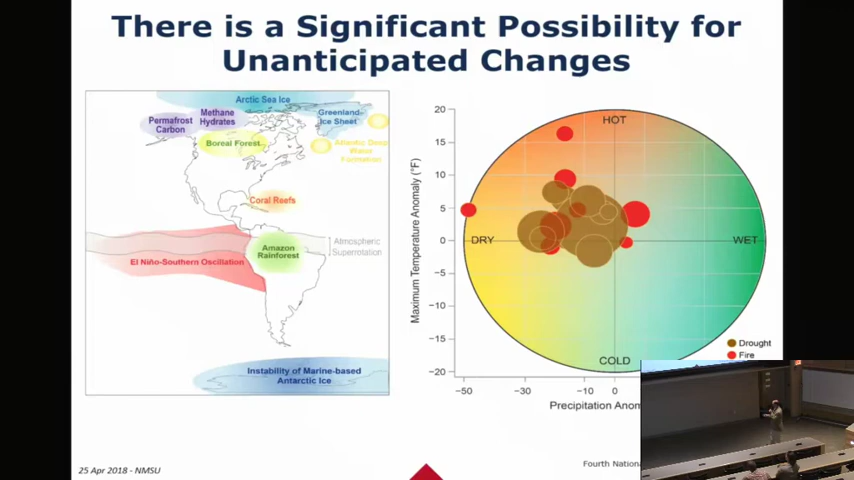 There is a Significant Possibility for
Unanticipated Changes
Arctic Sea Ice
Methane
Hydrates
Permafrost
Carbon
Greenland
Ice Sheet
Boreal Forest
Atlantic Deep
Water
Formation
Coral Reefs
Amazon
Rainforest
Atmospheric
Superrotation
El Niño-Southern Oscillation
Instability of Marine-based
Antarctic Ice
Maximum Temperature Anomaly (°F)
20
15
10
5
0
−5
−10
−15
−20
HOT
DRY
WET
COLD
Drought
Fire
−50
−30
−10
0
Precipitation Anom
25 Apr 2018 - NMSU
Fourth Nationa